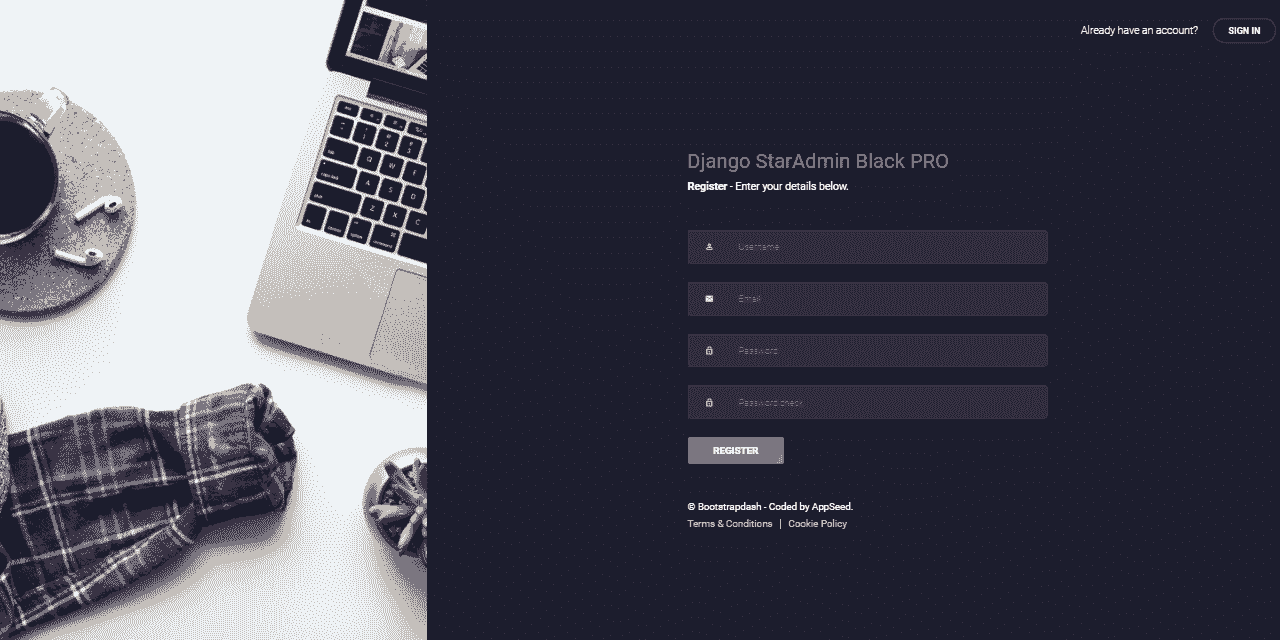 Already have an account? SIGN IN
Django StarAdmin Black PRO
Register - Enter your details below.
Username
Email
Password
Password check
REGISTER
© Bootstrapdash - Coded by AppSeed.
Terms & Conditions | Cookie Policy